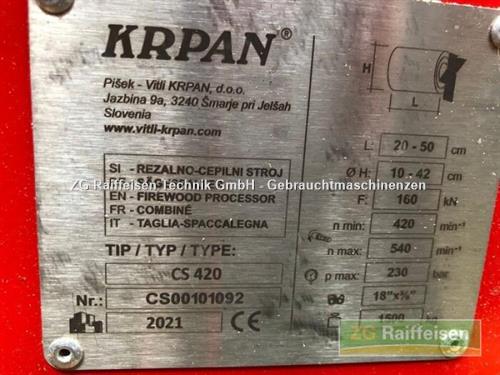 KRPAN®
Pišek - Vitli KRPAN, d.o.o.
Jazbina 9a, 3240 Šmarje pri Jelšah
Slovenia
www.vitli-krpan.com
SI - REZALNO-CEPILNI STROJ
ZG Raiffeisen Technik GmbH - Gebrauchtmaschinenzen
EN - FIREWOOD PROCESSOR
FR - COMBINÉ
IT - TAGLIA-SPACCALEGNA
TIP / TYP / TYPE:
CS 420
Nr.: CS00101092
2021 CE
H
L
L: 20 - 50 cm
Ø H: 10 - 42 cm
F: 160 kN
n min: 420 min⁻¹
n max: 540 min⁻¹
p max: 230 bar
18"x⅜"
1500 kg
ZG Raiffeisen